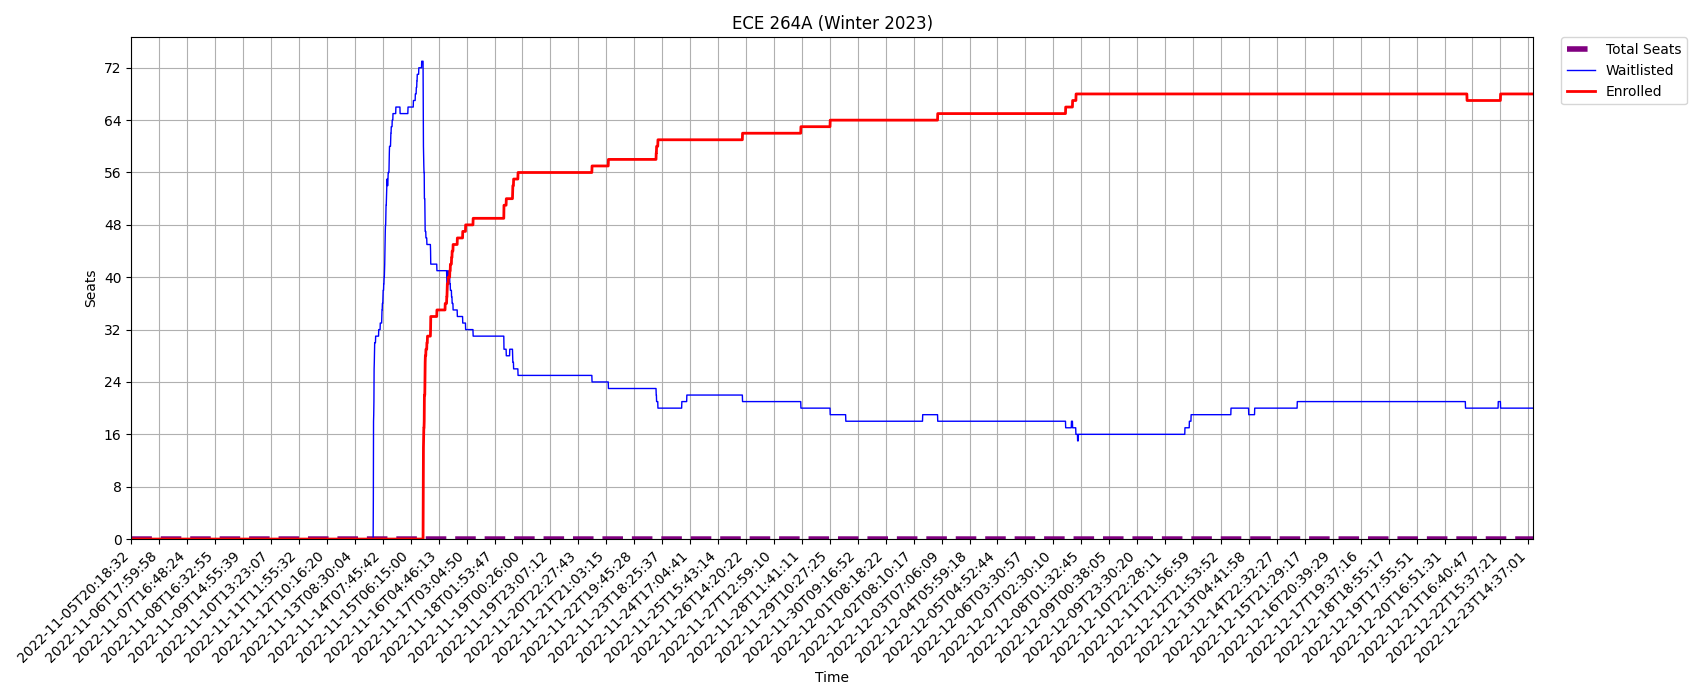 ECE 264A (Winter 2023)
Total Seats
Waitlisted
Enrolled
72
64
56
48
40
32
24
16
8
0
Seats
2022-11-05T20:18:32
2022-11-06T17:59:58
2022-11-07T16:48:24
2022-11-08T16:32:55
2022-11-09T14:55:39
2022-11-10T13:23:07
2022-11-11T11:55:32
2022-11-12T10:16:20
2022-11-13T08:30:04
2022-11-14T07:45:42
2022-11-15T06:15:00
2022-11-16T04:46:13
2022-11-17T03:04:50
2022-11-18T01:53:47
2022-11-19T00:26:00
2022-11-19T23:07:12
2022-11-20T22:27:43
2022-11-21T21:03:15
2022-11-22T19:45:28
2022-11-23T18:25:37
2022-11-24T17:04:41
2022-11-25T15:43:14
2022-11-26T14:20:22
2022-11-27T12:59:10
2022-11-28T11:41:11
2022-11-29T10:27:25
2022-11-30T09:16:52
2022-12-01T08:18:22
2022-12-02T08:10:17
2022-12-03T07:06:09
2022-12-04T05:59:18
2022-12-05T04:52:44
2022-12-06T03:30:57
2022-12-07T02:30:10
2022-12-08T01:32:45
2022-12-09T00:38:05
2022-12-09T23:30:20
2022-12-10T22:28:11
2022-12-11T21:56:59
2022-12-12T21:53:52
2022-12-13T04:41:58
2022-12-14T22:32:27
2022-12-15T21:29:17
2022-12-16T20:39:29
2022-12-17T19:37:16
2022-12-18T18:55:17
2022-12-19T17:55:51
2022-12-20T16:51:31
2022-12-21T16:40:47
2022-12-22T15:37:21
2022-12-23T14:37:01
Time